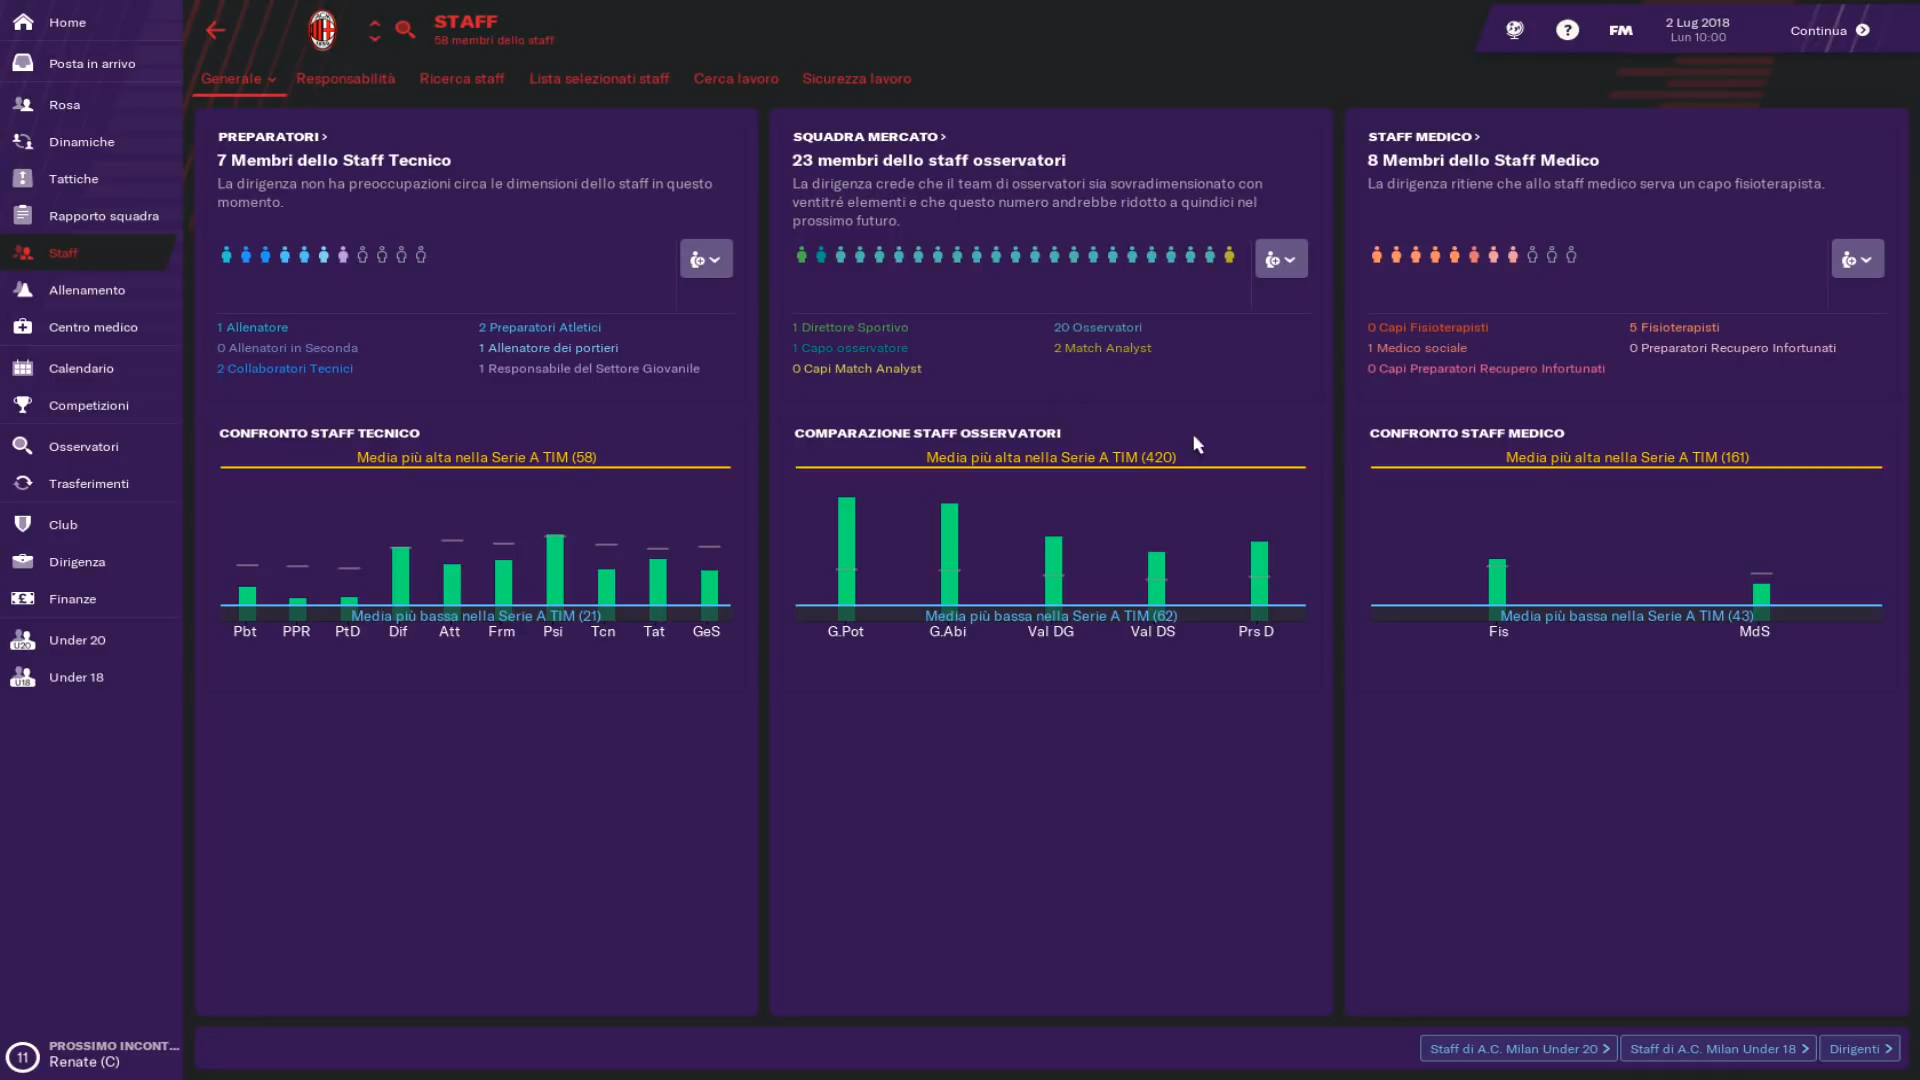 Home
Posta in arrivo
Rosa
Dinamiche
Tattiche
Rapporto squadra
Staff
Allenamento
Centro medico
Calendario
Competizioni
Osservatori
Trasferimenti
Club
Dirigenza
Finanze
U20
Under 20
U18
Under 18
11
PROSSIMO INCONT...
Renate (C)
STAFF
58 membri dello staff
? FM
2 Lug 2018
Lun 10:00
Continua
Generale
Responsabilità
Ricerca staff
Lista selezionati staff
Cerca lavoro
Sicurezza lavoro
PREPARATORI >
7 Membri dello Staff Tecnico
La dirigenza non ha preoccupazioni circa le dimensioni dello staff in questo
momento.
1 Allenatore
2 Preparatori Atletici
0 Allenatori in Seconda
1 Allenatore dei portieri
2 Collaboratori Tecnici
1 Responsabile del Settore Giovanile
CONFRONTO STAFF TECNICO
Media più alta nella Serie A TIM (58)
Media più bassa nella Serie A TIM (21)
Pbt PPR PtD Dif Att Frm Psi Tcn Tat GeS
SQUADRA MERCATO >
23 membri dello staff osservatori
La dirigenza crede che il team di osservatori sia sovradimensionato con
ventitré elementi e che questo numero andrebbe ridotto a quindici nel
prossimo futuro.
1 Direttore Sportivo
20 Osservatori
1 Capo osservatore
2 Match Analyst
0 Capi Match Analyst
COMPARAZIONE STAFF OSSERVATORI
Media più alta nella Serie A TIM (420)
Media più bassa nella Serie A TIM (62)
G.Pot G.Abi Val DG Val DS Prs D
STAFF MEDICO >
8 Membri dello Staff Medico
La dirigenza ritiene che allo staff medico serva un capo fisioterapista.
0 Capi Fisioterapisti
5 Fisioterapisti
1 Medico sociale
0 Preparatori Recupero Infortunati
0 Capi Preparatori Recupero Infortunati
CONFRONTO STAFF MEDICO
Media più alta nella Serie A TIM (161)
Media più bassa nella Serie A TIM (43)
Fis MdS
Staff di A.C. Milan Under 20 >
Staff di A.C. Milan Under 18 >
Dirigenti >